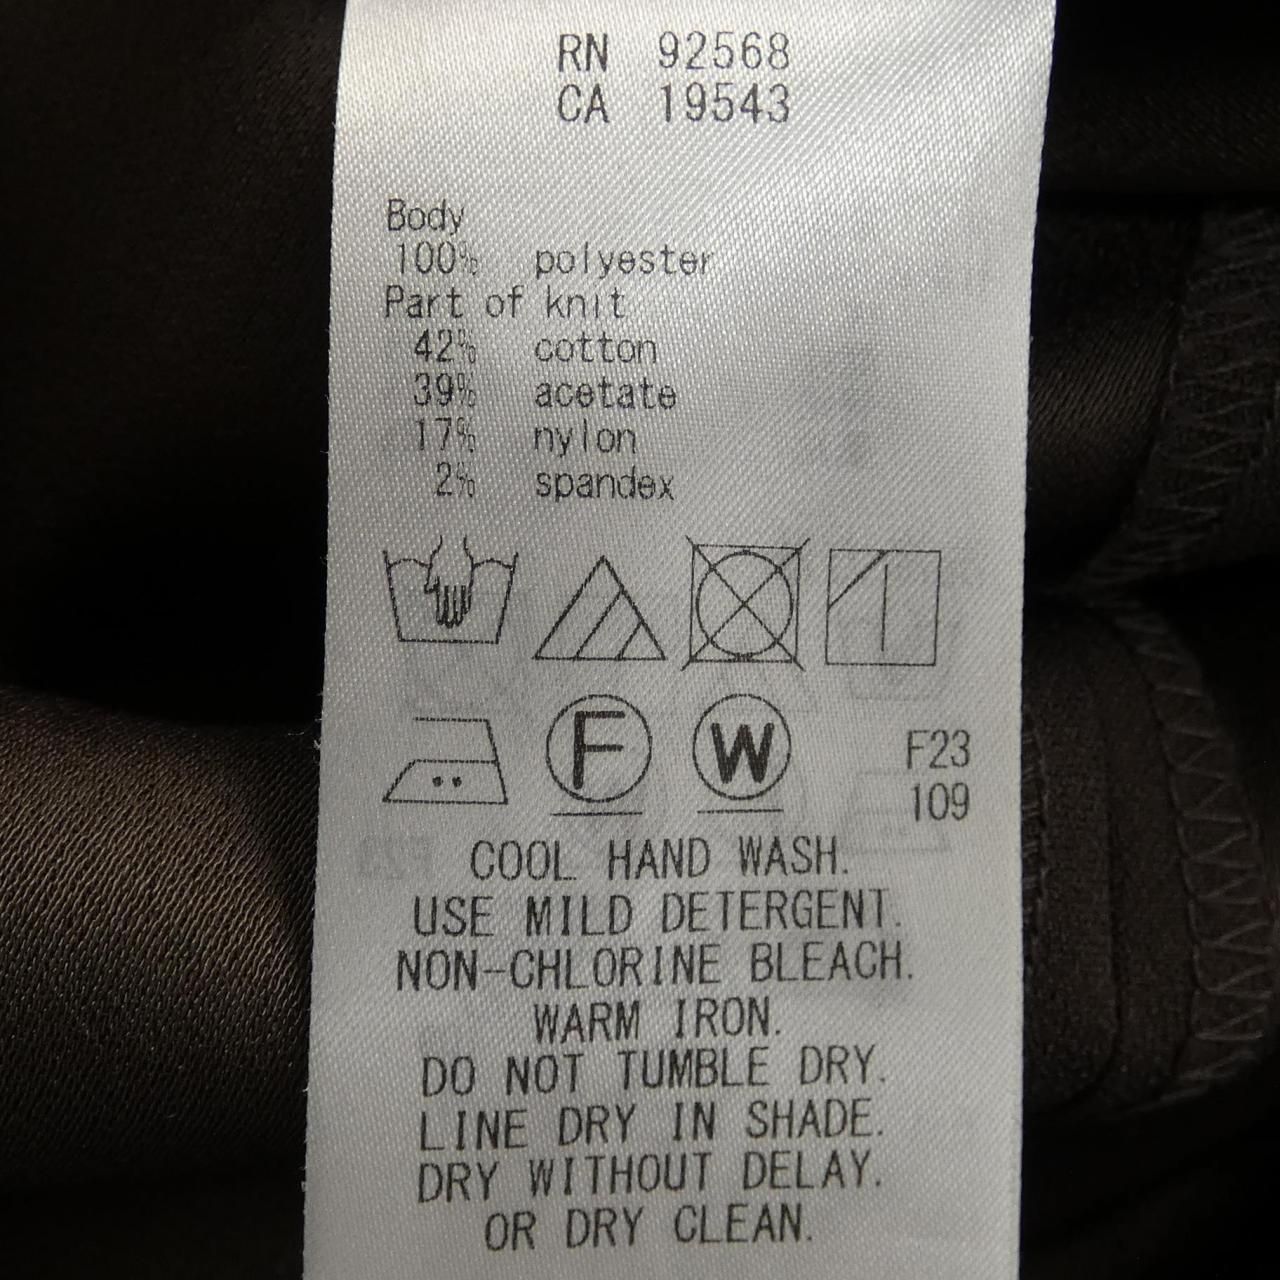 RN 92568
CA 19543
Body
100% polyester
Part of knit
42% cotton
39% acetate
17% nylon
2% spandex
F
W
F23
109
COOL HAND WASH.
USE MILD DETERGENT.
NON-CHLORINE BLEACH.
WARM IRON.
DO NOT TUMBLE DRY.
LINE DRY IN SHADE.
DRY WITHOUT DELAY.
OR DRY CLEAN.